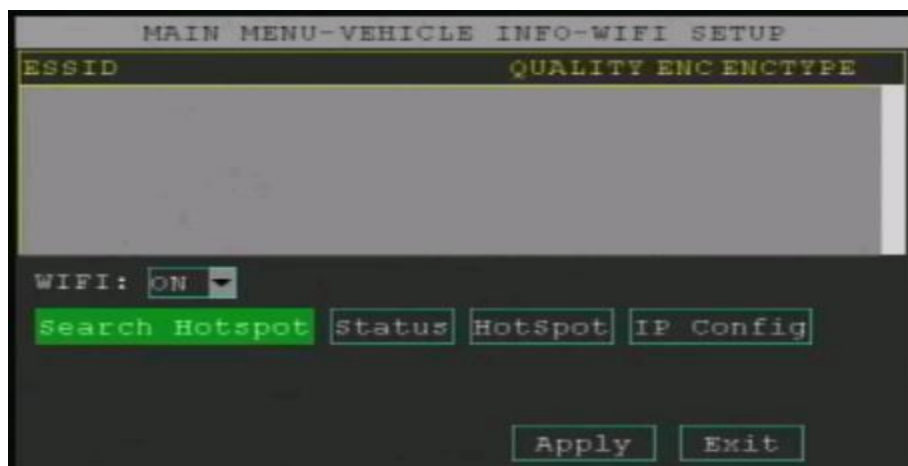 MAIN MENU-VEHICLE INFO-WIFI SETUP
ESSID QUALITY ENC ENCTYPE
WIFI: ON
Search Hotspot Status HotSpot IP Config
Apply Exit